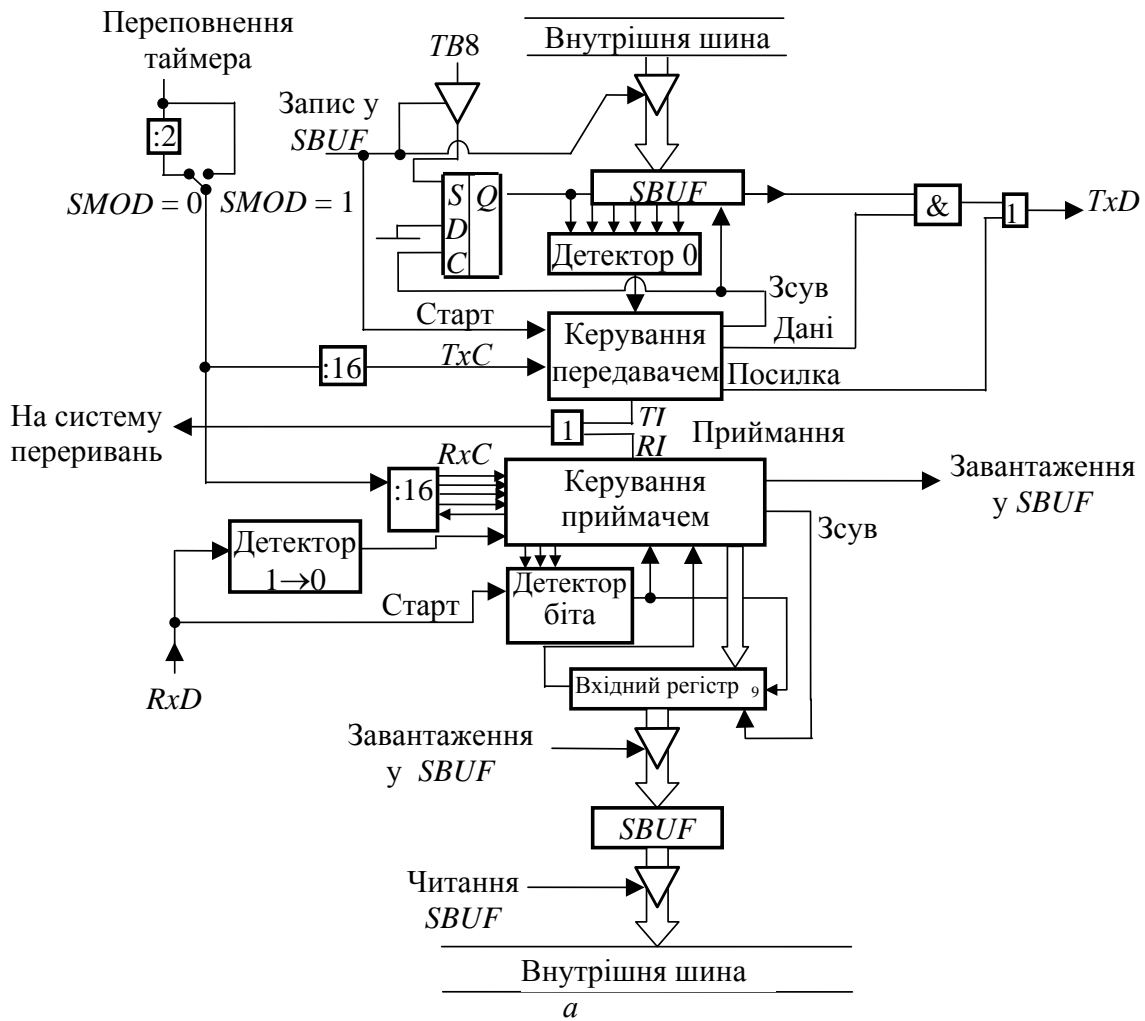 Переповнення
таймера
TB8
Внутрішня шина
Запис у
SBUF
:2
SMOD = 0
SMOD = 1
S Q
D
C
SBUF
&
1
TxD
Детектор 0
Зсув
Старт
Керування
передавачем
Дані
:16
TxC
Посилка
На систему
переривань
1
TI
RI
Приймання
RxC
:16
Керування
приймачем
Завантаження
у SBUF
Зсув
Детектор
1→0
Детектор
біта
Старт
RxD
Вхідний регістр 9
Завантаження
у SBUF
SBUF
Читання
SBUF
Внутрішня шина
а